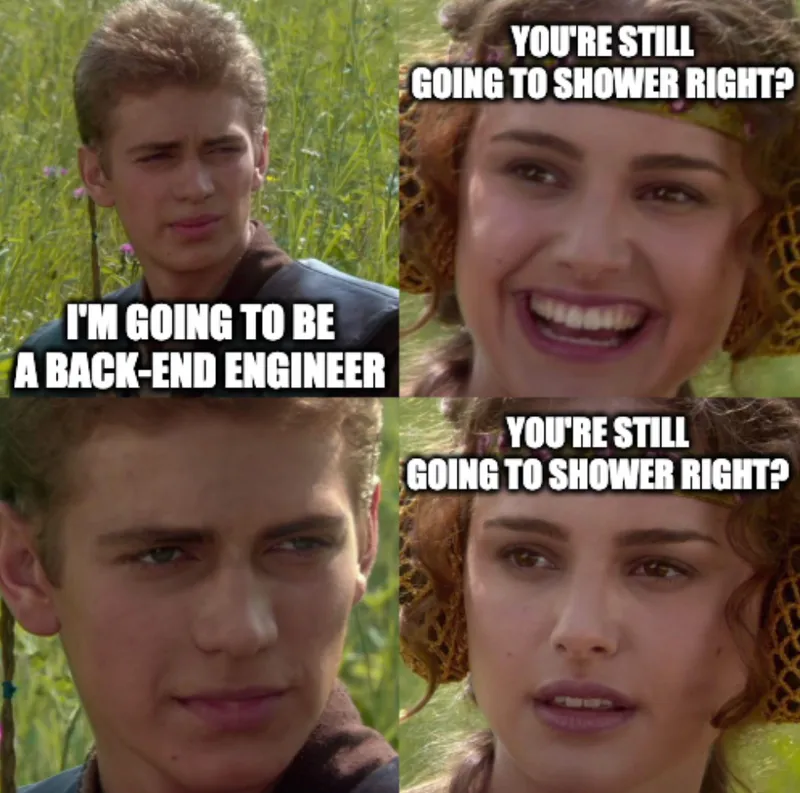 YOU'RE STILL
GOING TO SHOWER RIGHT?
I'M GOING TO BE
A BACK-END ENGINEER
YOU'RE STILL
GOING TO SHOWER RIGHT?